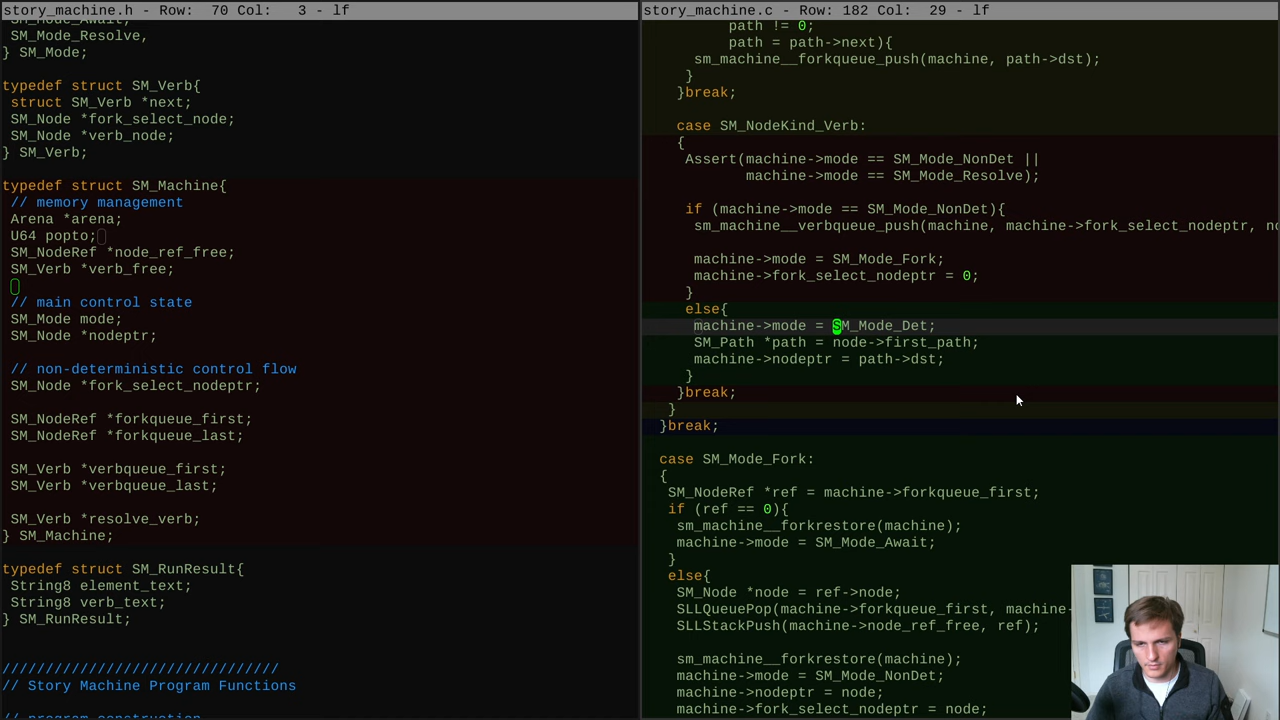 story_machine.h - Row:  70 Col:   3 - lf
 SM_Mode_Await,
 SM_Mode_Resolve,
} SM_Mode;
typedef struct SM_Verb{
 struct SM_Verb *next;
 SM_Node *fork_select_node;
 SM_Node *verb_node;
} SM_Verb;
typedef struct SM_Machine{
 // memory management
 Arena *arena;
 U64 popto;
 SM_NodeRef *node_ref_free;
 SM_Verb *verb_free;
 // main control state
 SM_Mode mode;
 SM_Node *nodeptr;
 // non-deterministic control flow
 SM_Node *fork_select_nodeptr;
 SM_NodeRef *forkqueue_first;
 SM_NodeRef *forkqueue_last;
 SM_Verb *verbqueue_first;
 SM_Verb *verbqueue_last;
 SM_Verb *resolve_verb;
} SM_Machine;
typedef struct SM_RunResult{
 String8 element_text;
 String8 verb_text;
} SM_RunResult;
////////////////////////////////
// Story Machine Program Functions
// program construction
story_machine.c - Row: 182 Col:  29 - lf
path != 0;
path = path->next){
sm_machine__forkqueue_push(machine, path->dst);
}
}break;
case SM_NodeKind_Verb:
{
Assert(machine->mode == SM_Mode_NonDet ||
machine->mode == SM_Mode_Resolve);
if (machine->mode == SM_Mode_NonDet){
sm_machine__verbqueue_push(machine, machine->fork_select_nodeptr, no
machine->mode = SM_Mode_Fork;
machine->fork_select_nodeptr = 0;
}
else{
machine->mode = SM_Mode_Det;
SM_Path *path = node->first_path;
machine->nodeptr = path->dst;
}
}break;
}
}break;
case SM_Mode_Fork:
{
SM_NodeRef *ref = machine->forkqueue_first;
if (ref == 0){
sm_machine__forkrestore(machine);
machine->mode = SM_Mode_Await;
}
else{
SM_Node *node = ref->node;
SLLQueuePop(machine->forkqueue_first, machine-
SLLStackPush(machine->node_ref_free, ref);
sm_machine__forkrestore(machine);
machine->mode = SM_Mode_NonDet;
machine->nodeptr = node;
machine->fork_select_nodeptr = node;